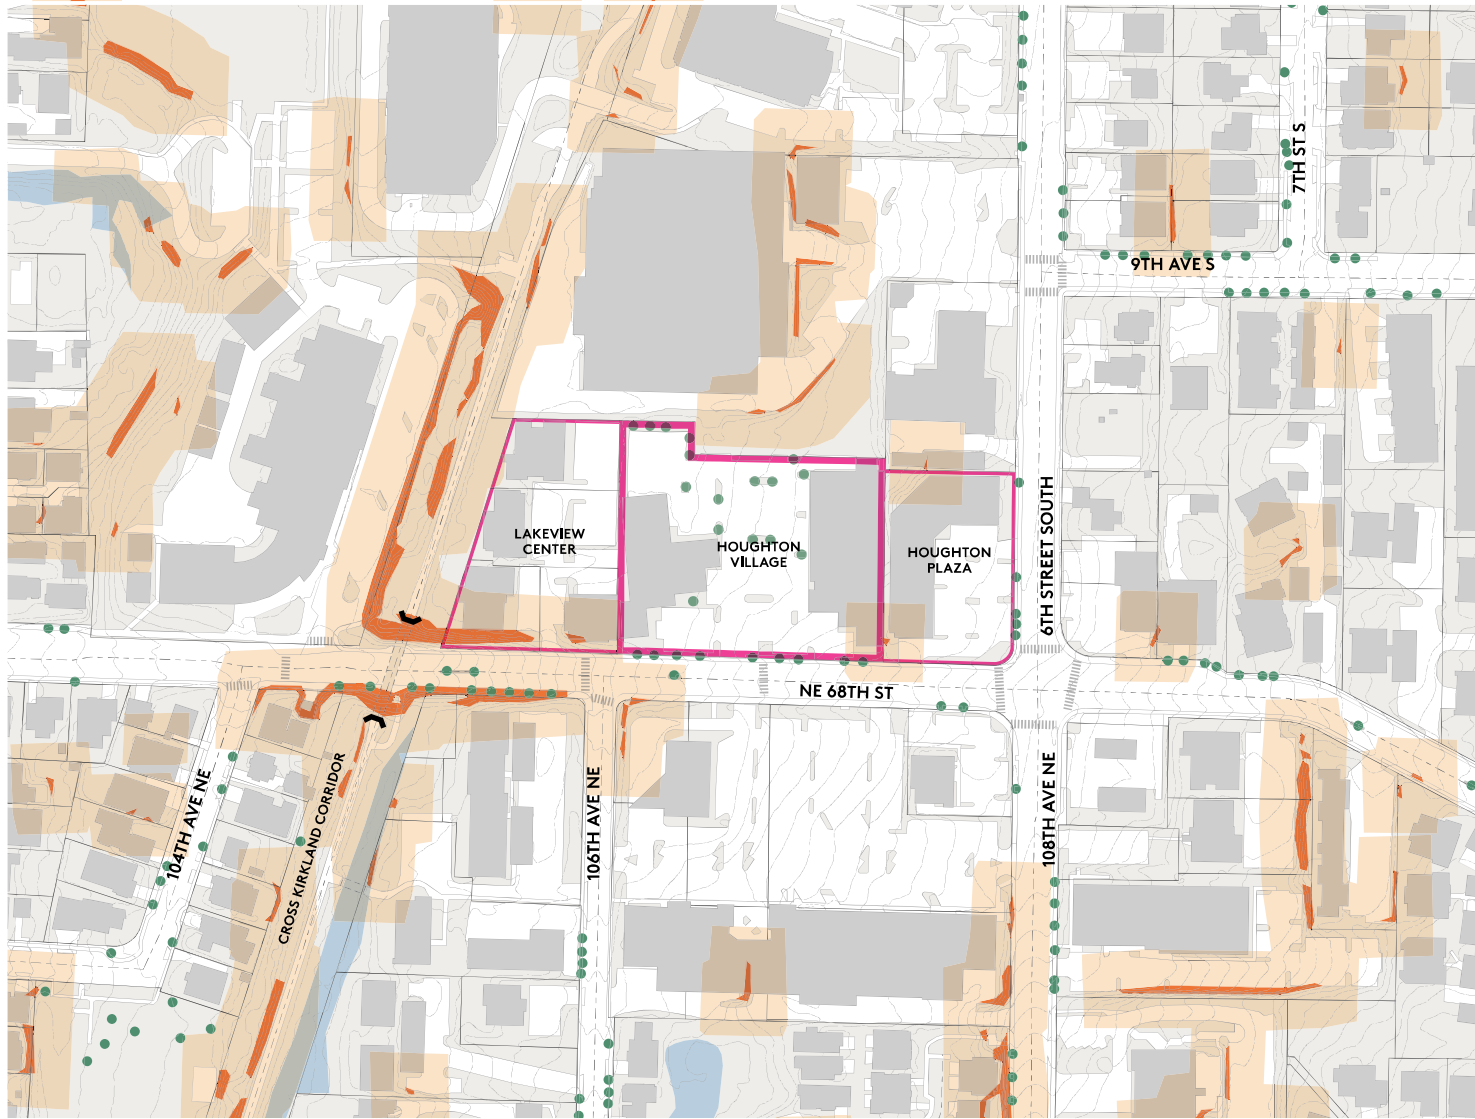 7TH ST S
9TH AVE S
LAKEVIEW
CENTER
HOUGHTON
VILLAGE
HOUGHTON
PLAZA
6TH STREET SOUTH
NE 68TH ST
104TH AVE NE
CROSS KIRKLAND CORRIDOR
106TH AVE NE
108TH AVE NE